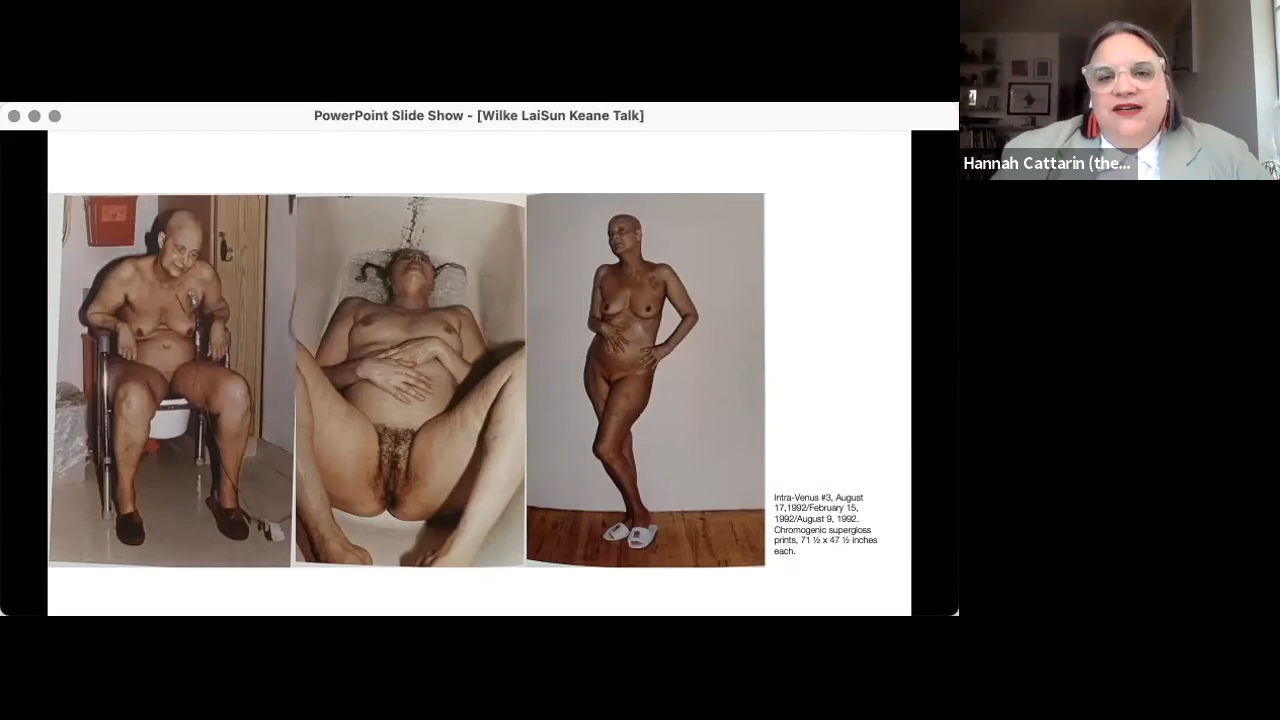 PowerPoint Slide Show - [Wilke LaiSun Keane Talk]
Hannah Cattarin (the...
Intra-Venus #3, August
17,1992/February 15,
1992/August 9, 1992.
Chromogenic supergloss
prints, 71 ½ x 47 ½ inches
each.